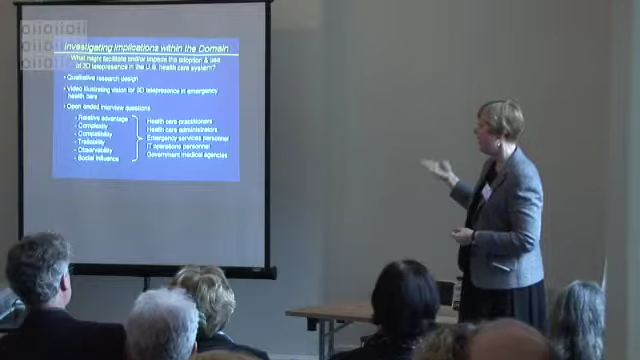 Investigating Implications within the Domain
What might facilitate and/or impede the adoption & use
of 3D telepresence in the U.S. health care system?
• Qualitative research design
• Video illustrating vision for 3D telepresence in emergency
health care
• Open ended interview questions
- Relative advantage
- Complexity
- Compatibility
- Trialability
- Observability
- Social influence
Health care practitioners
Health care administrators
Emergency services personnel
IT operations personnel
Government medical agencies